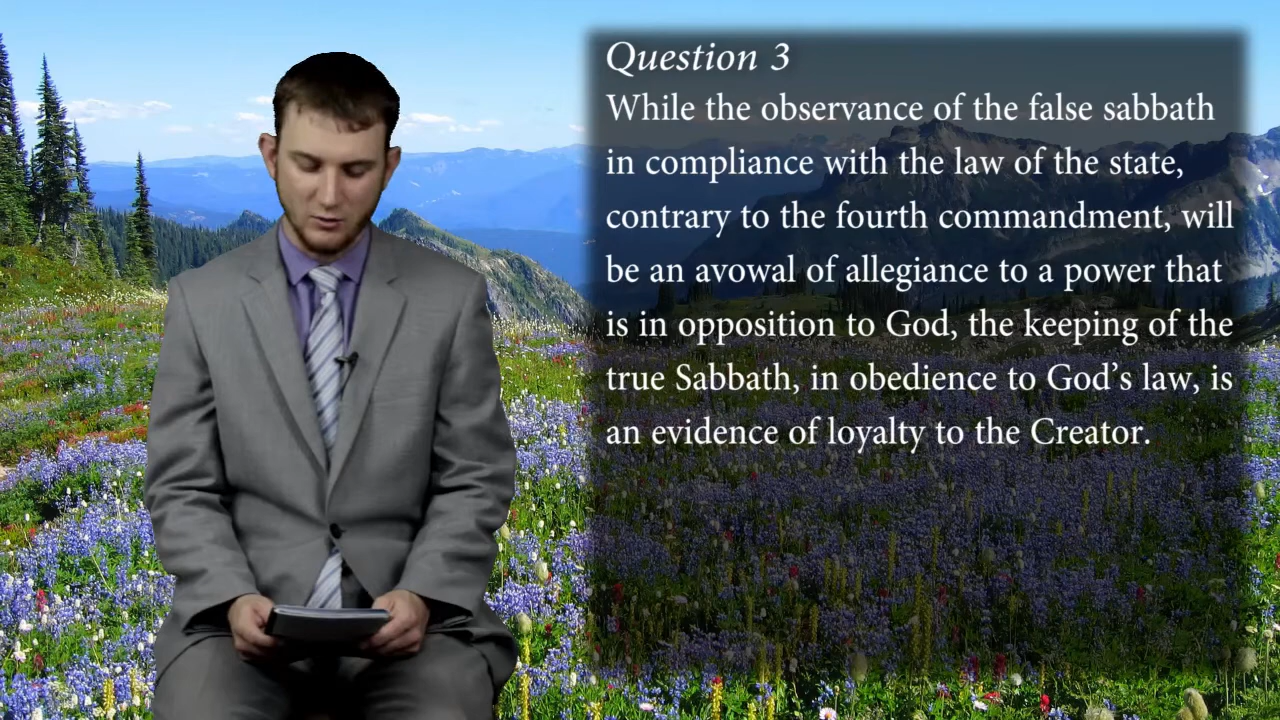 Question 3
While the observance of the false sabbath
in compliance with the law of the state,
contrary to the fourth commandment, will
be an avowal of allegiance to a power that
is in opposition to God, the keeping of the
true Sabbath, in obedience to God’s law, is
an evidence of loyalty to the Creator.